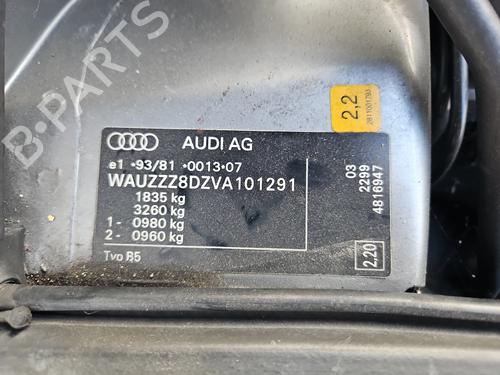 AUDI AG
e1 *93/81 *0013*07
WAUZZZ8DZVA101291
1835 kg
3260 kg
1- 0980 kg
2- 0960 kg
Typ B5
03
2299
4816947
2.20
2,2
B-PARTS